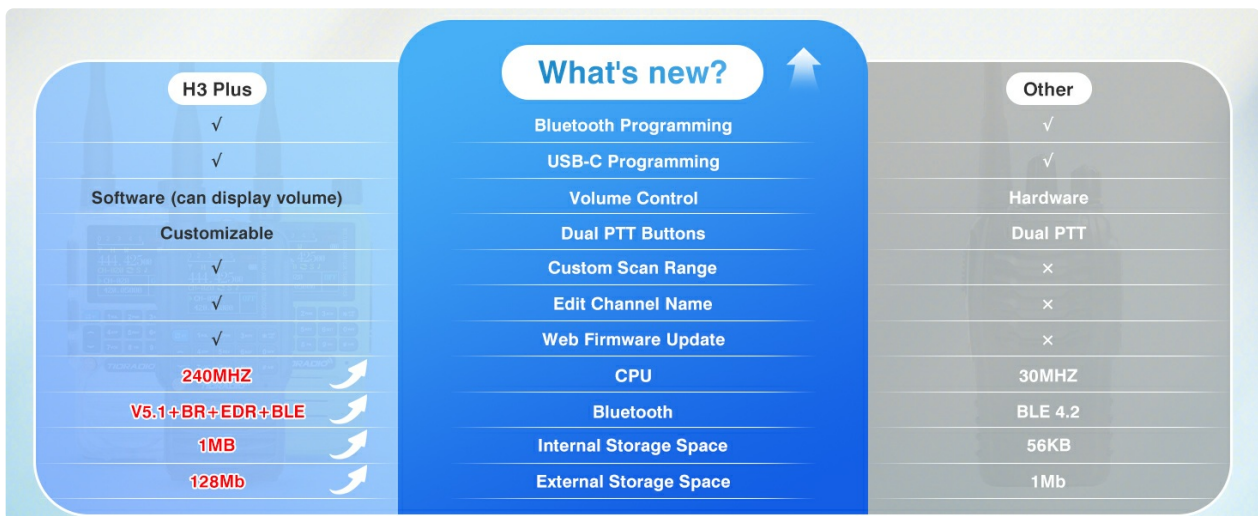 What's new?
H3 Plus
Other
√ Bluetooth Programming √
√ USB-C Programming √
Software (can display volume) Volume Control Hardware
Customizable Dual PTT Buttons Dual PTT
√ Custom Scan Range ×
√ Edit Channel Name ×
√ Web Firmware Update ×
240MHZ CPU 30MHZ
V5.1+BR+EDR+BLE Bluetooth BLE 4.2
1MB Internal Storage Space 56KB
128Mb External Storage Space 1Mb